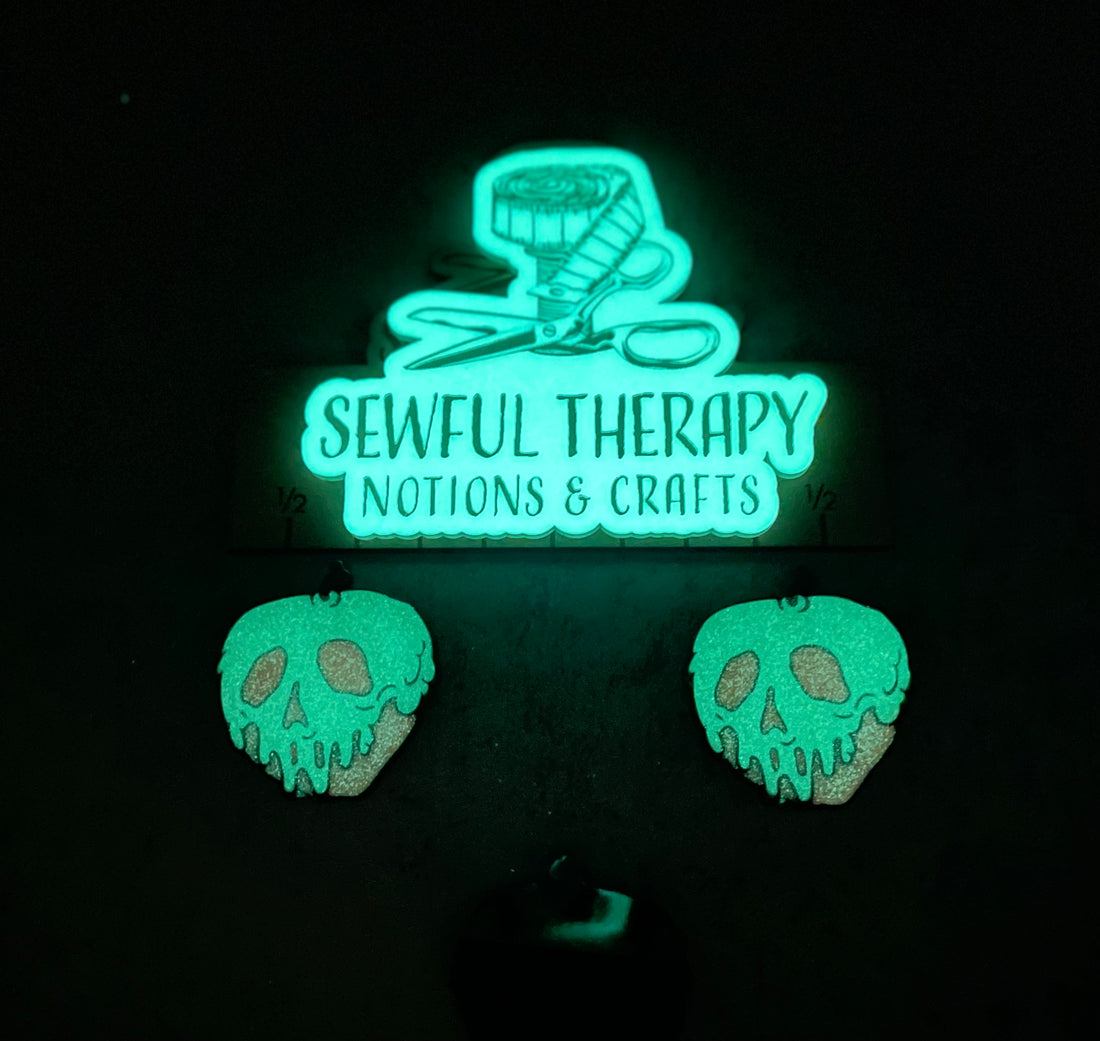 SEWFUL THERAPY
NOTIONS & CRAFTS
1/2 1/2